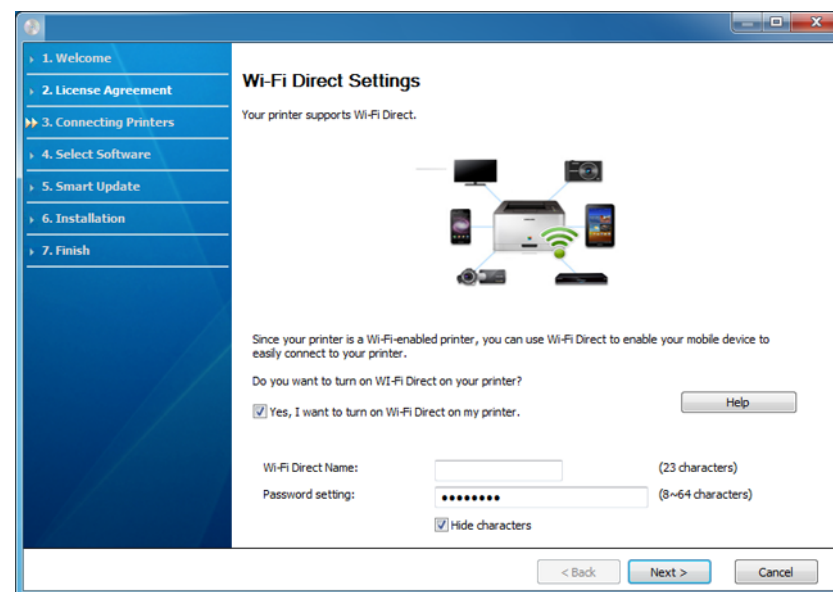 1. Welcome
2. License Agreement
3. Connecting Printers
4. Select Software
5. Smart Update
6. Installation
7. Finish
Wi-Fi Direct Settings
Your printer supports Wi-Fi Direct.
Since your printer is a Wi-Fi-enabled printer, you can use Wi-Fi Direct to enable your mobile device to
easily connect to your printer.
Do you want to turn on WI-Fi Direct on your printer?
Yes, I want to turn on Wi-Fi Direct on my printer.
Help
Wi-Fi Direct Name:
(23 characters)
Password setting:
●●●●●●●●
(8~64 characters)
Hide characters
< Back
Next >
Cancel